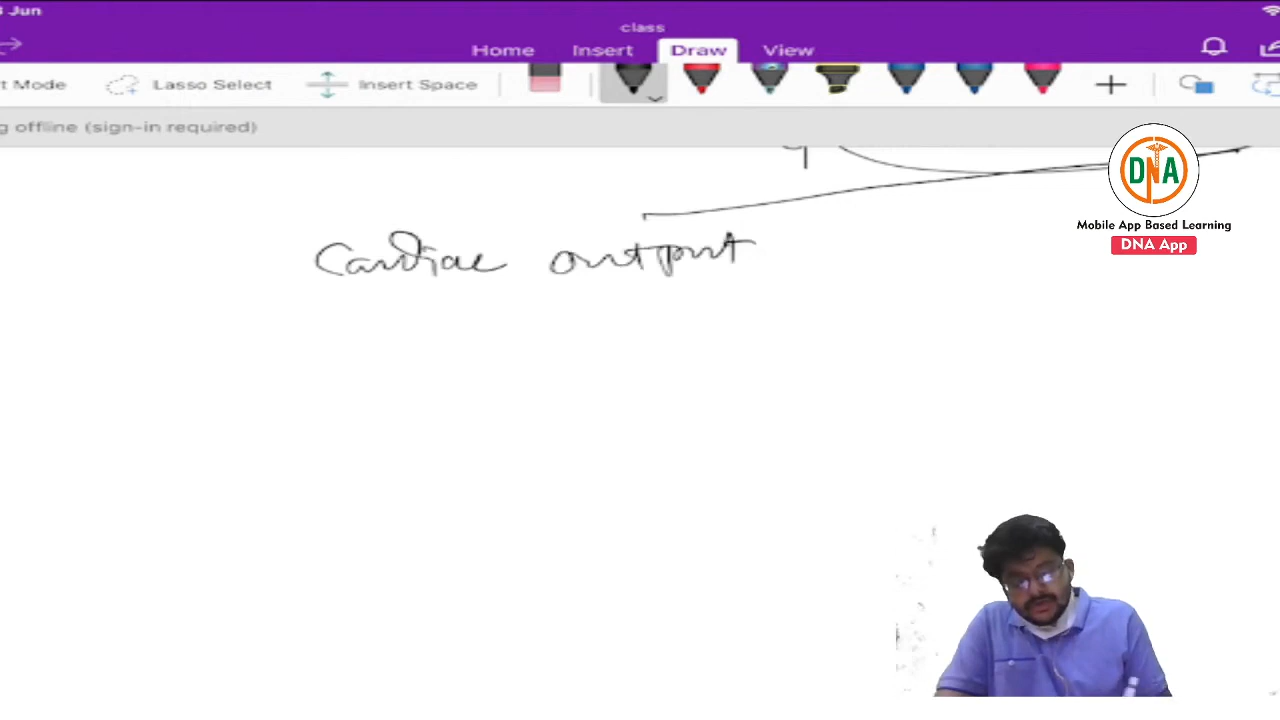 3 Jun
class
Home Insert Draw View
t Mode Lasso Select Insert Space
g offline (sign-in required)
DNA
Mobile App Based Learning
DNA App
Cardiac output